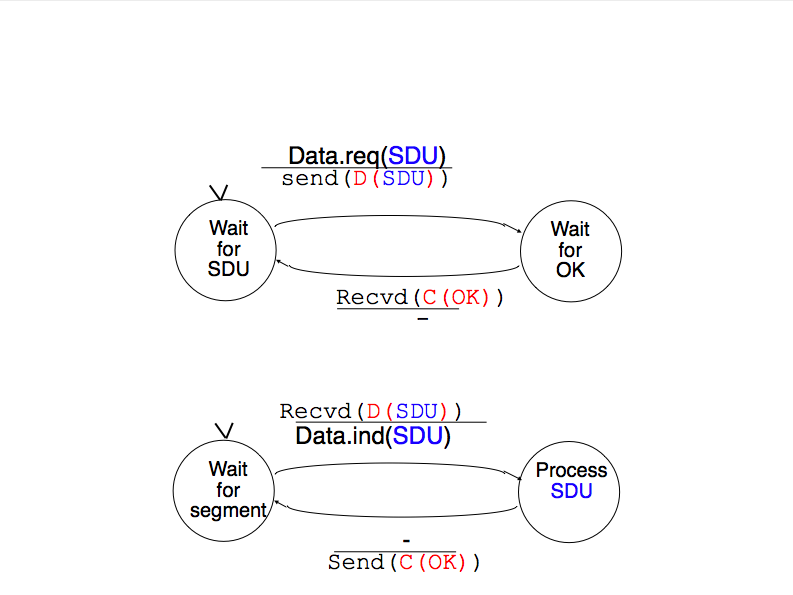 Data.req(SDU)
send(D(SDU))
Wait
for
SDU
Wait
for
OK
Recvd(C(OK))
-
Recvd(D(SDU))
Data.ind(SDU)
Wait
for
segment
Process
SDU
-
Send(C(OK))